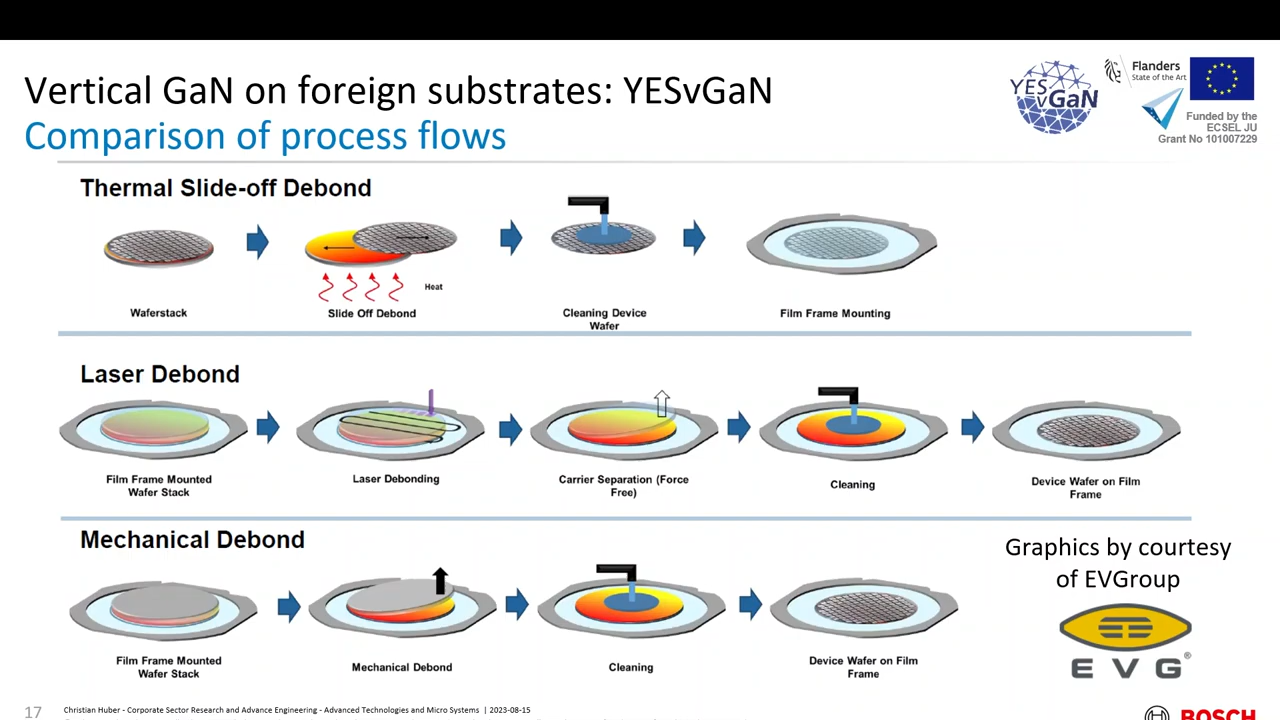 Vertical GaN on foreign substrates: YESvGaN
Comparison of process flows
YES
vGaN
Flanders
State of the Art
Funded by the
ECSEL JU
Grant No 101007229
Thermal Slide-off Debond
Heat
Waferstack
Slide Off Debond
Cleaning Device
Wafer
Film Frame Mounting
Laser Debond
Film Frame Mounted
Wafer Stack
Laser Debonding
Carrier Separation (Force
Free)
Cleaning
Device Wafer on Film
Frame
Mechanical Debond
Film Frame Mounted
Wafer Stack
Mechanical Debond
Cleaning
Device Wafer on Film
Frame
Graphics by courtesy
of EVGroup
EVG®
17
Christian Huber - Corporate Sector Research and Advance Engineering - Advanced Technologies and Micro Systems | 2023-08-15
BOSCH